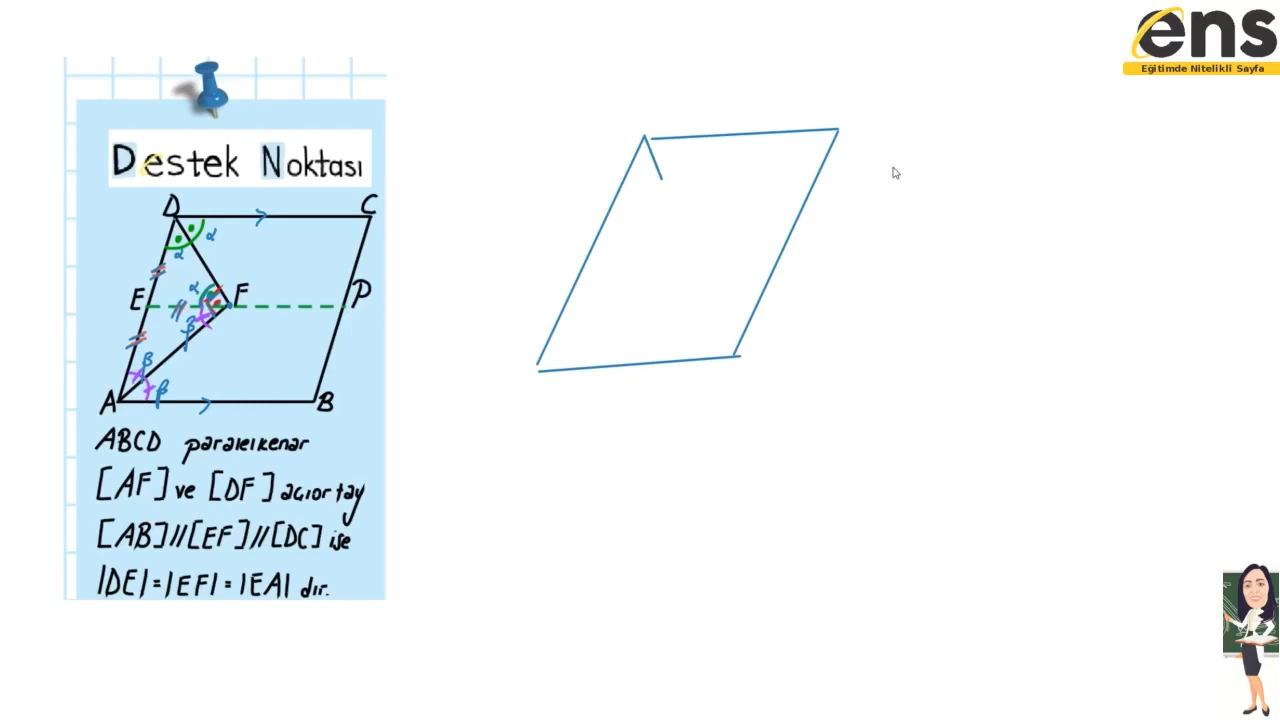 ens
Eğitimde Nitelikli Sayfa
Destek Noktası
D C
α α
E α F P
β β
A β B
ABCD paralelkenar
[AF] ve [DF] açıortay
[AB]//[EF]//[DC] ise
|DE|=|EF|=|EA| dır.